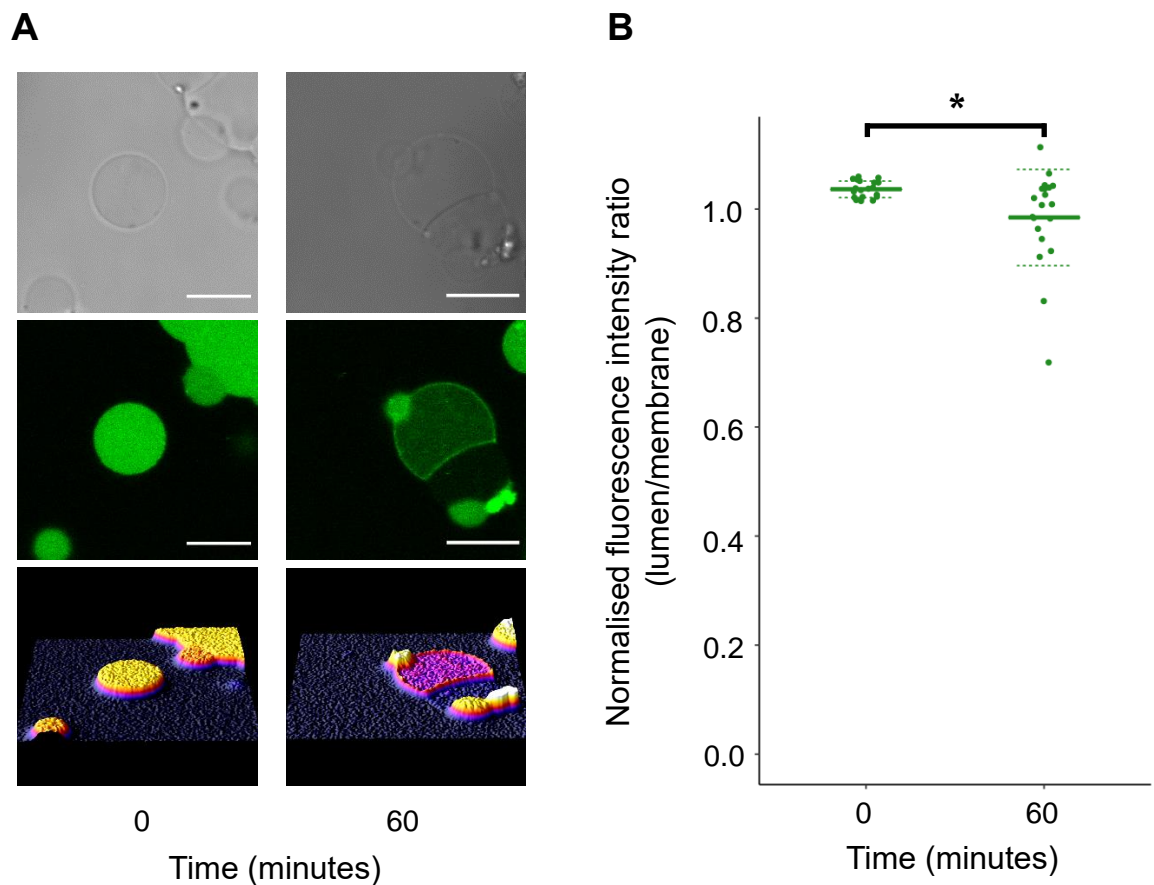 A
B
0
60
Time (minutes)
*
Normalised fluorescence intensity ratio
(lumen/membrane)
1.0
0.8
0.6
0.4
0.2
0.0
0
60
Time (minutes)